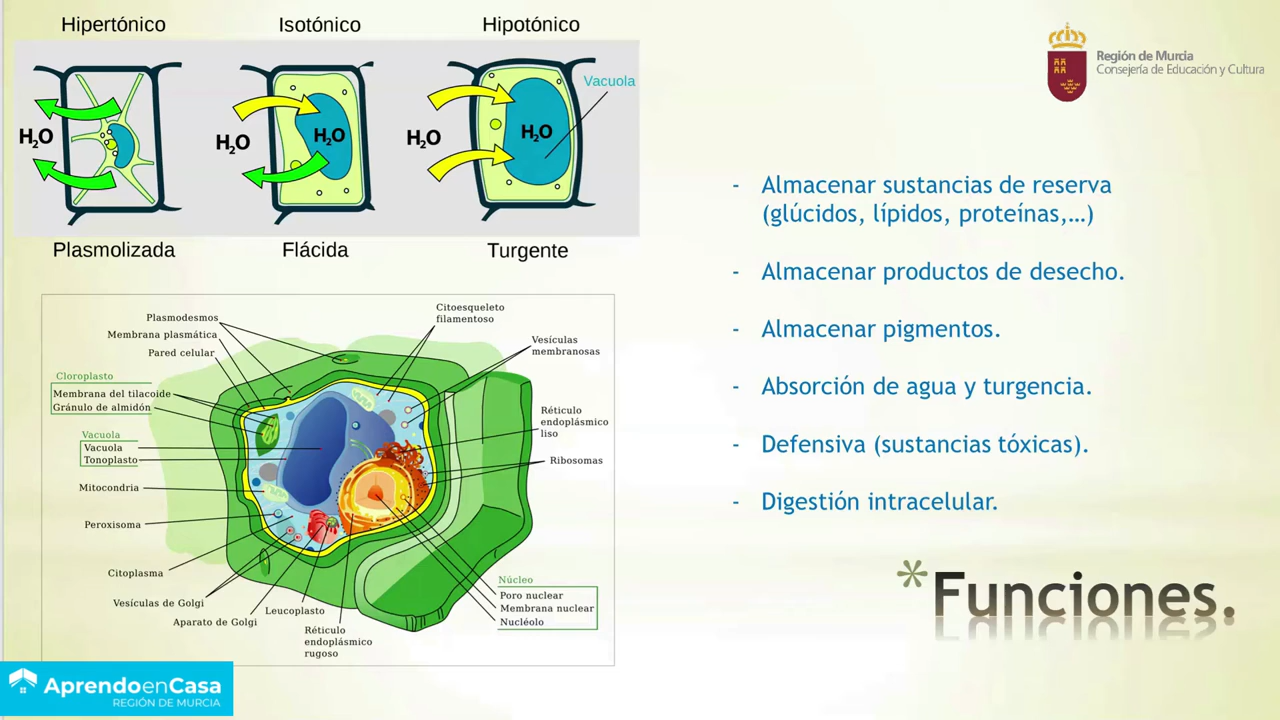 Hipertónico
Isotónico
Hipotónico
Vacuola
H2O
H2O
H2O
H2O
H2O
Plasmolizada
Flácida
Turgente
Región de Murcia
Consejería de Educación y Cultura
- Almacenar sustancias de reserva
(glúcidos, lípidos, proteínas,...)
- Almacenar productos de desecho.
- Almacenar pigmentos.
- Absorción de agua y turgencia.
- Defensiva (sustancias tóxicas).
- Digestión intracelular.
*Funciones.
Plasmodesmos
Membrana plasmática
Pared celular
Cloroplasto
Membrana del tilacoide
Gránulo de almidón
Vacuola
Vacuola
Tonoplasto
Mitocondria
Peroxisoma
Citoplasma
Vesículas de Golgi
Aparato de Golgi
Leucoplasto
Retículo
endoplásmico
rugoso
Citoesqueleto
filamentoso
Vesículas
membranosas
Réticulo
endoplásmico
liso
Ribosomas
Núcleo
Poro nuclear
Membrana nuclear
Nucléolo
AprendoenCasa
REGIÓN DE MURCIA